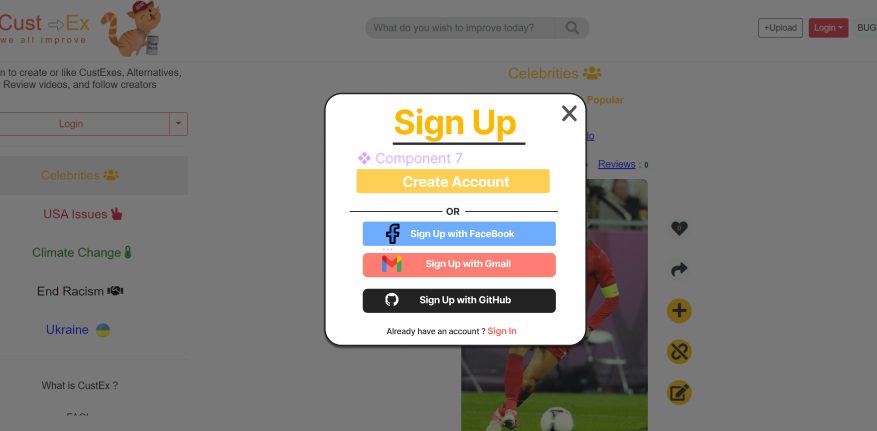 Cust Ex
we all improve
What do you wish to improve today?
+Upload
Login
BUG
n to create or like CustExes, Alternatives,
Review videos, and follow creators
Login
Celebrities
USA Issues
Climate Change
End Racism
Ukraine
What is CustEx ?
Celebrities
Popular
Reviews : 0
Sign Up
Component 7
Create Account
OR
Sign Up with FaceBook
Sign Up with Gmail
Sign Up with GitHub
Already have an account ? Sign In